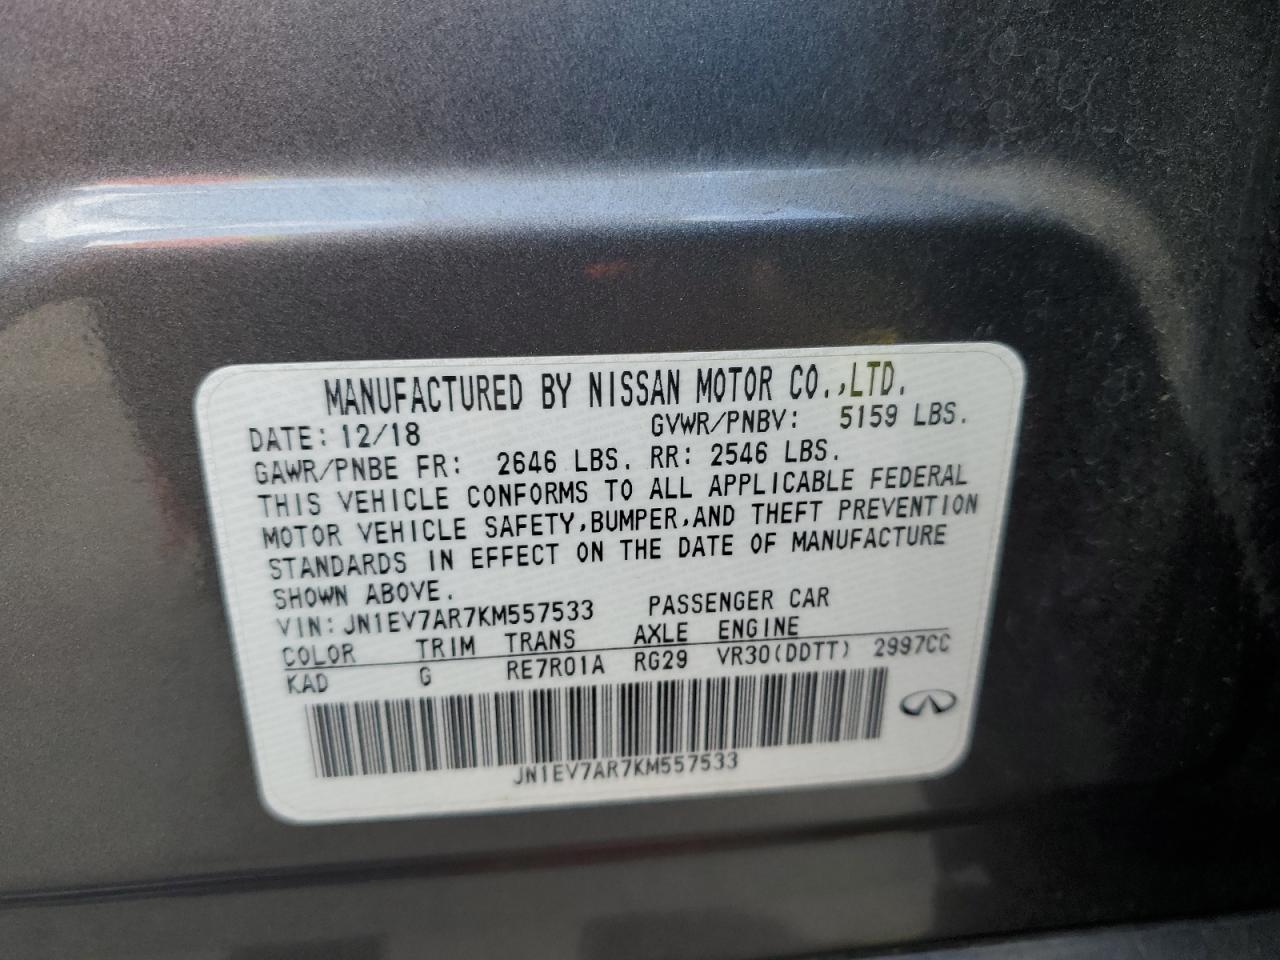 MANUFACTURED BY NISSAN MOTOR CO.,LTD.
DATE: 12/18 GVWR/PNBV: 5159 LBS.
GAWR/PNBE FR: 2646 LBS. RR: 2546 LBS.
THIS VEHICLE CONFORMS TO ALL APPLICABLE FEDERAL
MOTOR VEHICLE SAFETY,BUMPER,AND THEFT PREVENTION
STANDARDS IN EFFECT ON THE DATE OF MANUFACTURE
SHOWN ABOVE.
VIN: JN1EV7AR7KM557533 PASSENGER CAR
COLOR TRIM TRANS AXLE ENGINE
KAD G RE7R01A RG29 VR30(DDTT) 2997CC
JN1EV7AR7KM557533